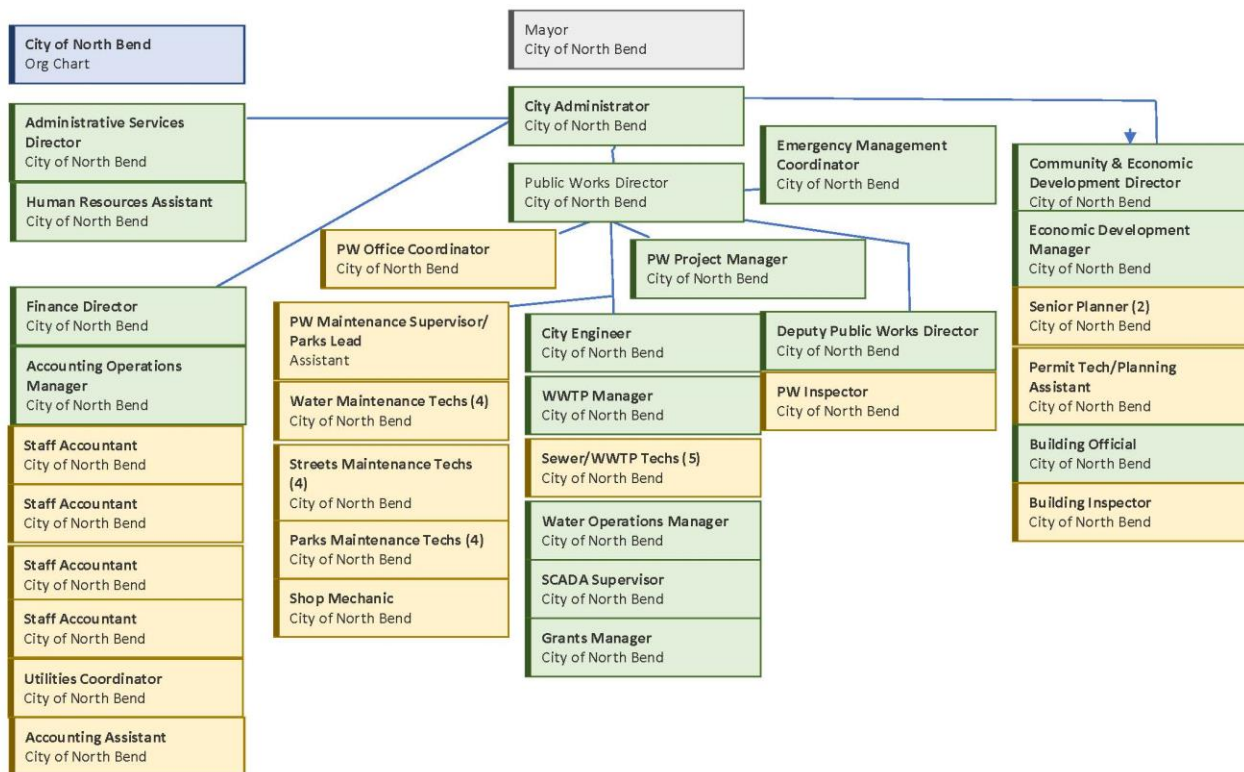 City of North Bend
Org Chart
Mayor
City of North Bend
City Administrator
City of North Bend
Administrative Services
Director
City of North Bend
Human Resources Assistant
City of North Bend
Public Works Director
City of North Bend
Emergency Management
Coordinator
City of North Bend
Community & Economic
Development Director
City of North Bend
Economic Development
Manager
City of North Bend
Senior Planner (2)
City of North Bend
Permit Tech/Planning
Assistant
City of North Bend
Building Official
City of North Bend
Building Inspector
City of North Bend
PW Office Coordinator
City of North Bend
PW Project Manager
City of North Bend
Finance Director
City of North Bend
Accounting Operations
Manager
City of North Bend
Staff Accountant
City of North Bend
Staff Accountant
City of North Bend
Staff Accountant
City of North Bend
Staff Accountant
City of North Bend
Utilities Coordinator
City of North Bend
Accounting Assistant
City of North Bend
PW Maintenance Supervisor/
Parks Lead
Assistant
Water Maintenance Techs (4)
City of North Bend
Streets Maintenance Techs
(4)
City of North Bend
Parks Maintenance Techs (4)
City of North Bend
Shop Mechanic
City of North Bend
City Engineer
City of North Bend
WWTP Manager
City of North Bend
Sewer/WWTP Techs (5)
City of North Bend
Water Operations Manager
City of North Bend
SCADA Supervisor
City of North Bend
Grants Manager
City of North Bend
Deputy Public Works Director
City of North Bend
PW Inspector
City of North Bend